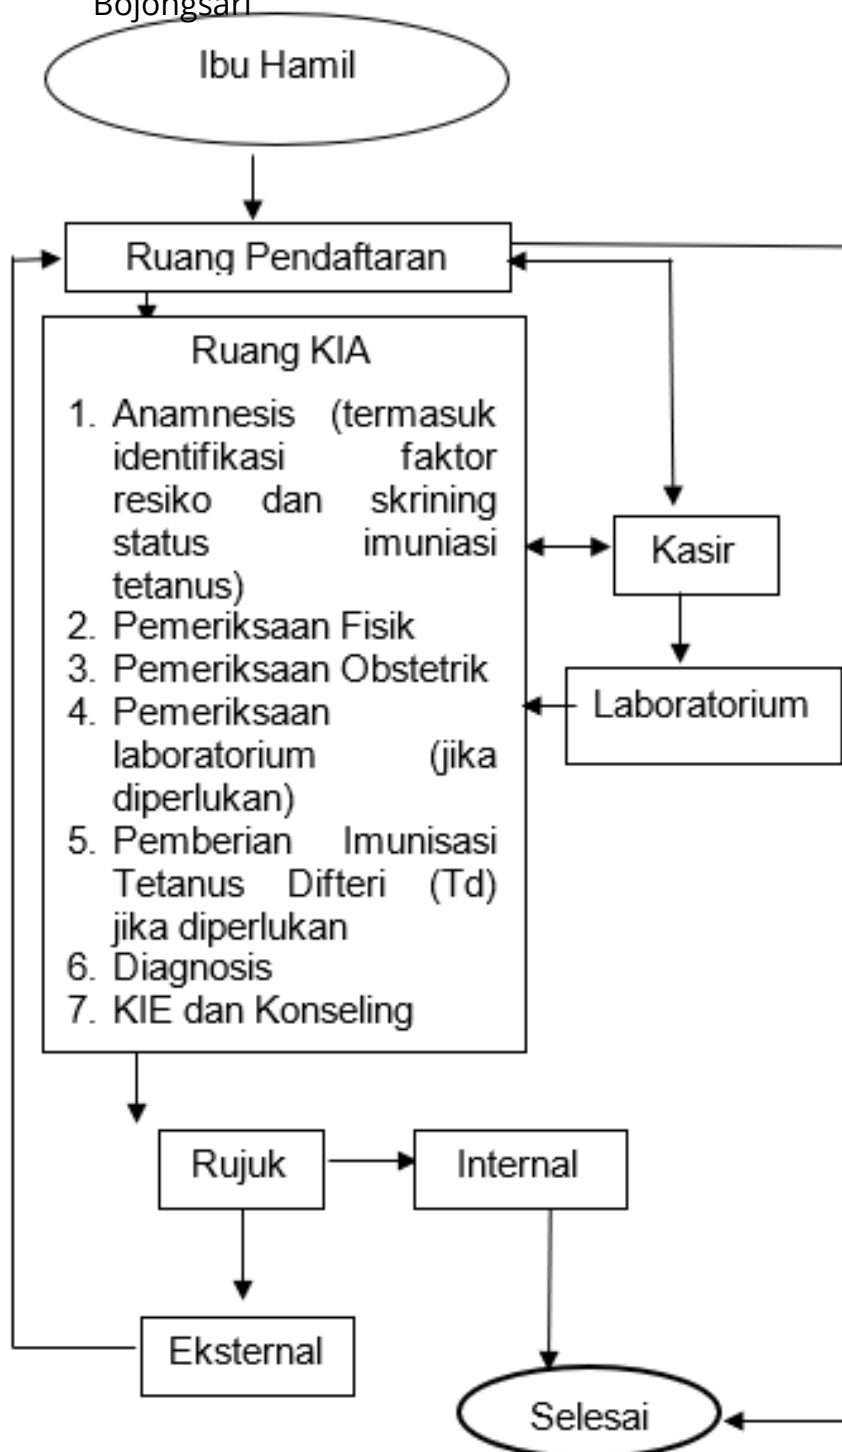 Bojongsari
Ibu Hamil
Ruang Pendaftaran
Ruang KIA
1. Anamnesis (termasuk
identifikasi faktor
resiko dan skrining
status imuniasi
tetanus)
2. Pemeriksaan Fisik
3. Pemeriksaan Obstetrik
4. Pemeriksaan
laboratorium (jika
diperlukan)
5. Pemberian Imunisasi
Tetanus Difteri (Td)
jika diperlukan
6. Diagnosis
7. KIE dan Konseling
Kasir
Laboratorium
Rujuk
Internal
Eksternal
Selesai